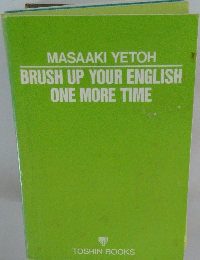 MASAAKI YETOH
BRUSH UP YOUR ENGLISH
ONE MORE TIME
TOSHIN BOOKS